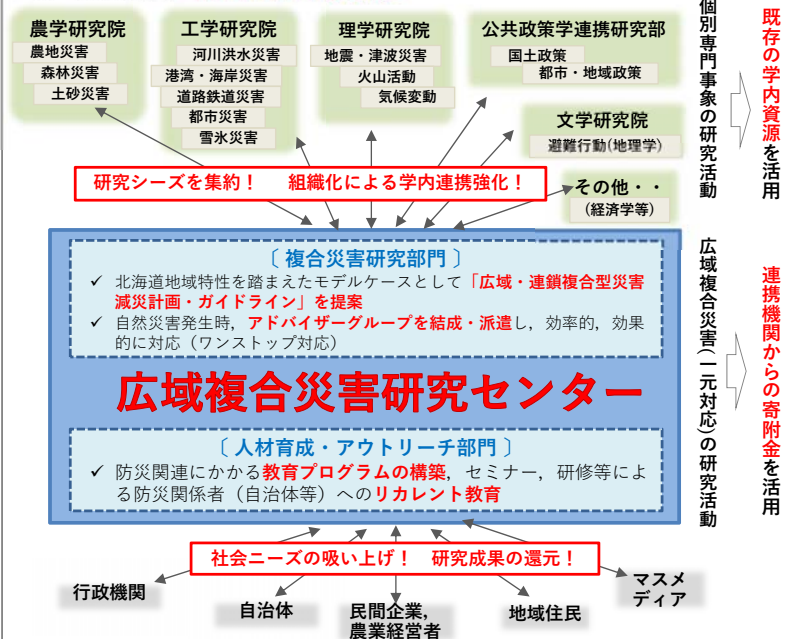 農学研究院
農地災害
森林災害
土砂災害
工学研究院
河川洪水災害
港湾・海岸災害
道路鉄道災害
都市災害
雪氷災害
理学研究院
地震・津波災害
火山活動
気候変動
公共政策学連携研究部
国土政策
都市・地域政策
文学研究院
避難行動(地理学)
その他・・
(経済学等)
個別専門事象の研究活動
既存の学内資源を活用
研究シーズを集約！　組織化による学内連携強化！
〔 複合災害研究部門 〕
✓ 北海道地域特性を踏まえたモデルケースとして「広域・連鎖複合型災害
減災計画・ガイドライン」を提案
✓ 自然災害発生時，アドバイザーグループを結成・派遣し，効率的，効果
的に対応（ワンストップ対応）
広域複合災害研究センター
〔 人材育成・アウトリーチ部門 〕
✓ 防災関連にかかる教育プログラムの構築，セミナー，研修等によ
る防災関係者（自治体等）へのリカレント教育
広域複合災害(一元対応)の研究活動
連携機関からの寄附金を活用
社会ニーズの吸い上げ！　研究成果の還元！
行政機関
自治体
民間企業，
農業経営者
地域住民
マスメ
ディア